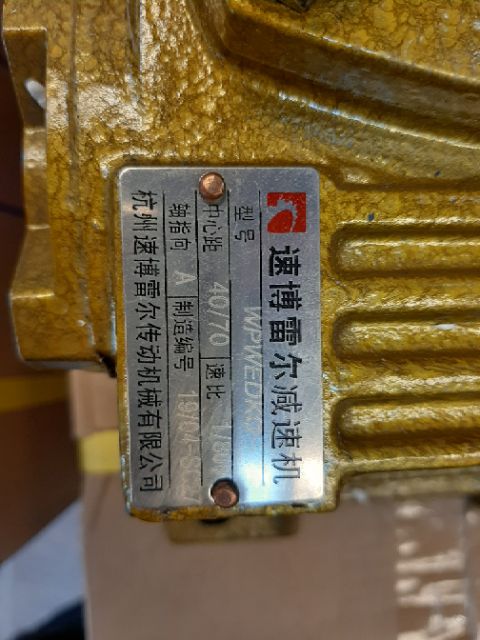 速博雷尔减速机
型号 WPWEDK
中心距 40/70 速比
轴指向 A 制造编号
杭州速博雷尔传动机械有限公司